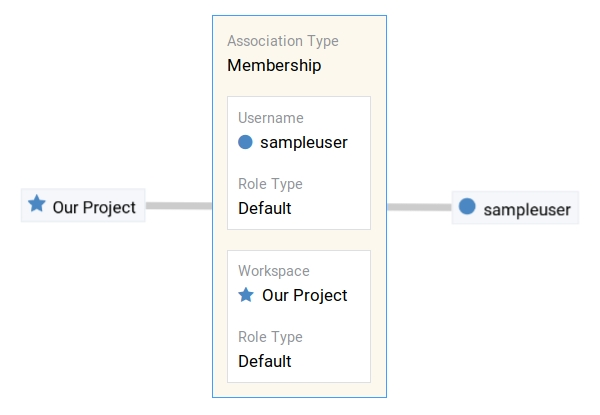 Association Type
Membership
Username
sampleuser
Role Type
Default
Our Project
sampleuser
Workspace
Our Project
Role Type
Default